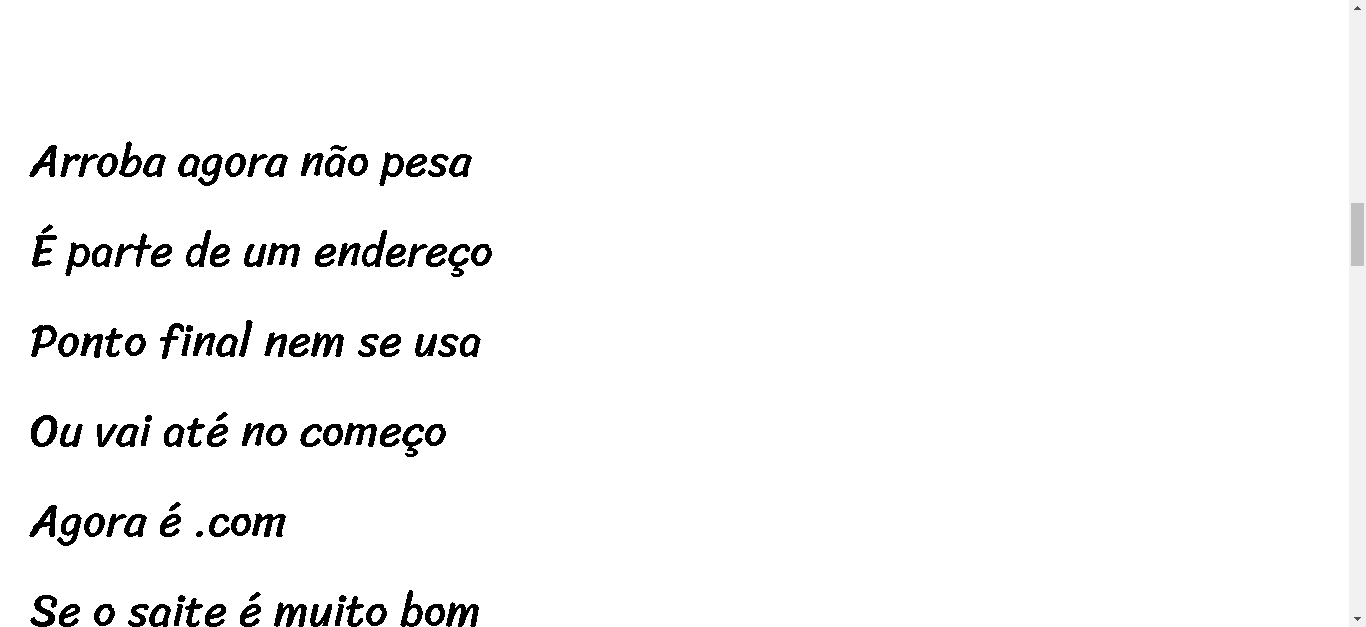 Arroba agora não pesa
É parte de um endereço
Ponto final nem se usa
Ou vai até no começo
Agora é .com
Se o saite é muito bom